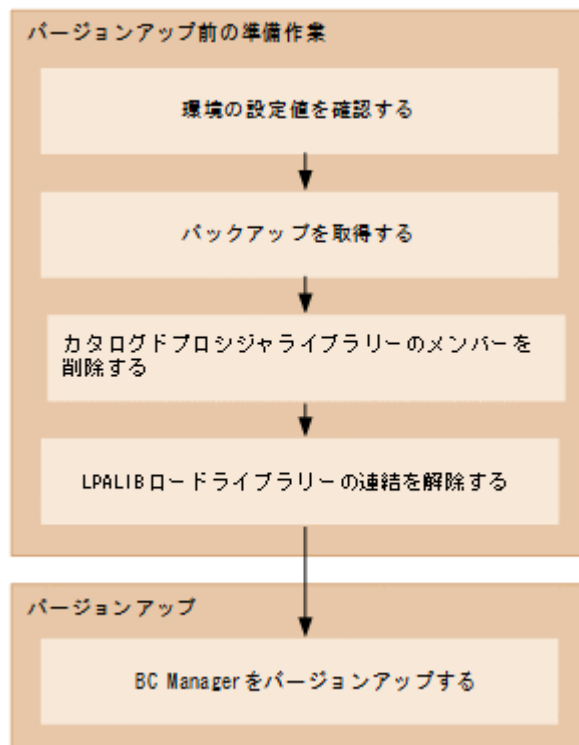 バージョンアップ前の準備作業
環境の設定値を確認する
バックアップを取得する
カタログドプロシジャライブラリーのメンバーを
削除する
LPALIBロードライブラリーの連結を解除する
バージョンアップ
BC Managerをバージョンアップする